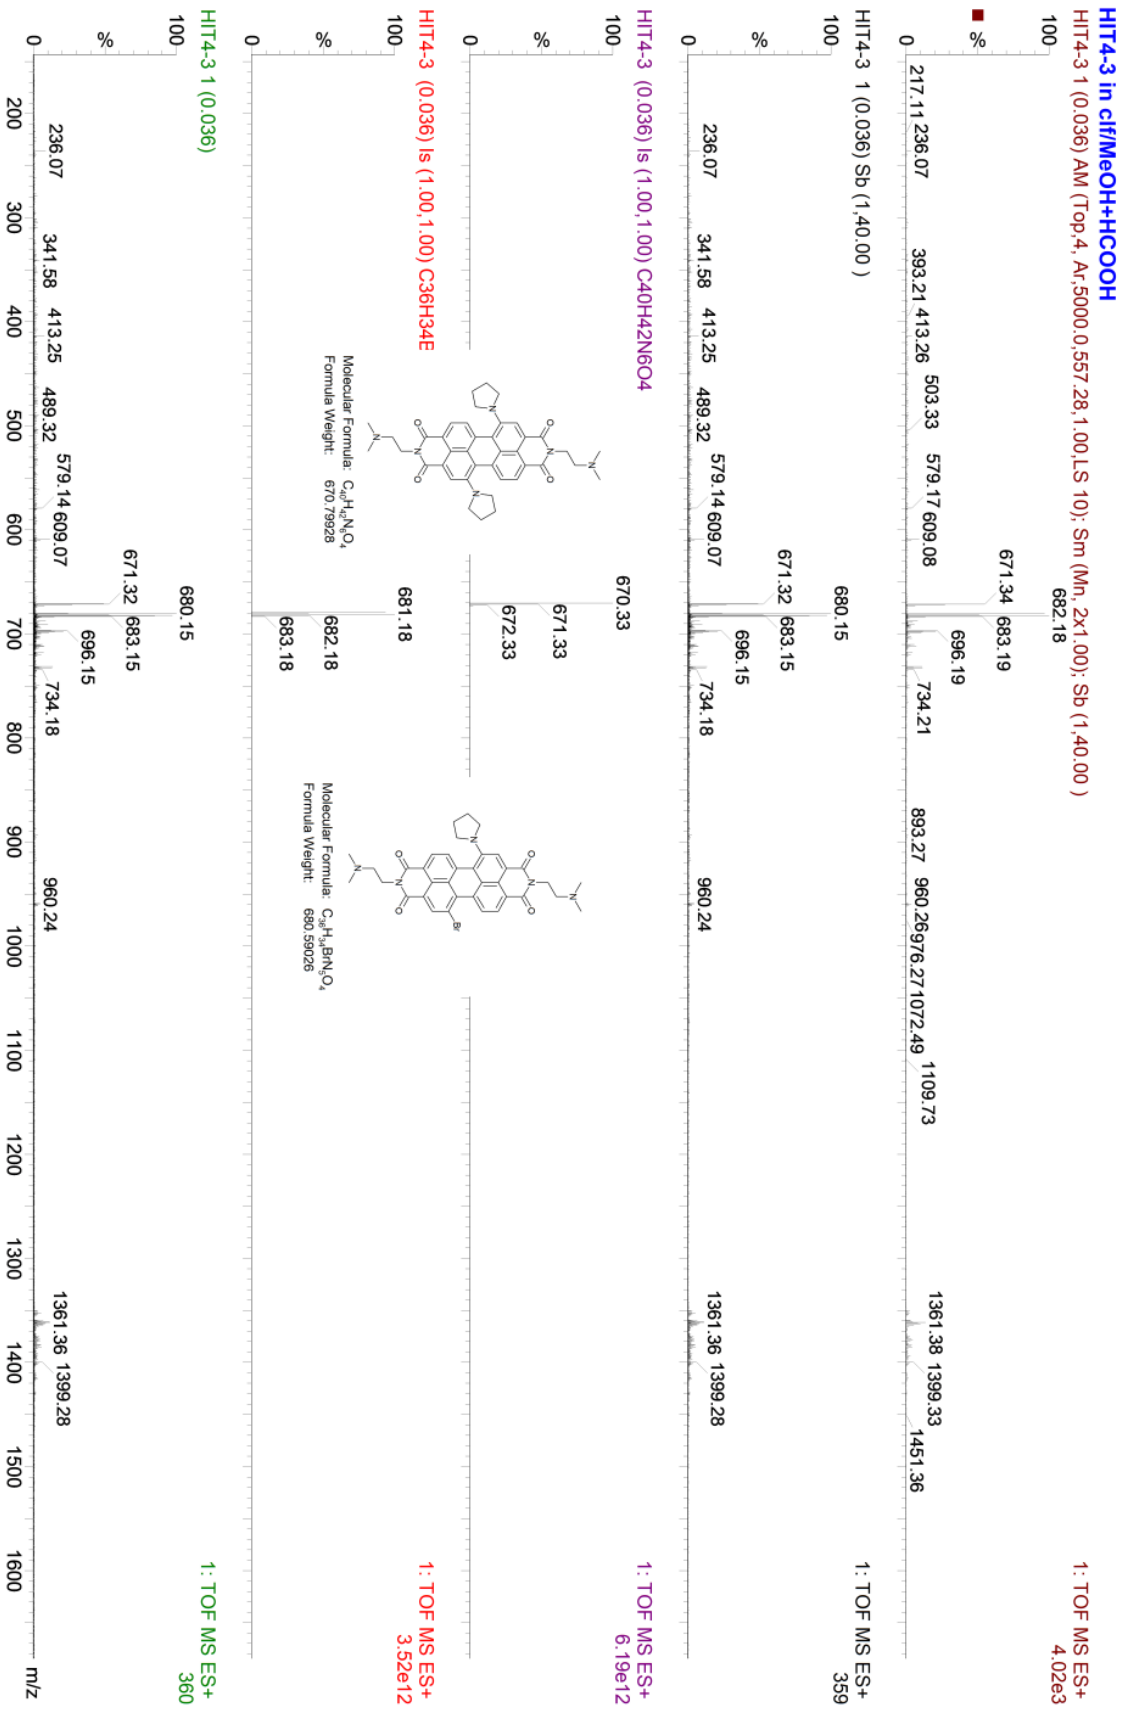 HIT4-3 in clf/MeOH+HCOOH
HIT4-3 1 (0.036) AM (Top,4, Ar,5000.0,557.28,1.00,LS 10); Sm (Mn, 2x1.00); Sb (1,40.00 )
1: TOF MS ES+
4.02e3
100
%
0
682.18
671.34
683.19
696.19
734.21
217.11
236.07
393.21
413.26
503.33
579.17
609.08
893.27
960.26
976.27
1072.49
1109.73
1361.38
1399.33
1451.36
HIT4-3 1 (0.036) Sb (1,40.00 )
1: TOF MS ES+
359
100
%
0
680.15
671.32
683.15
696.15
734.18
236.07
341.58
413.25
489.32
579.14
609.07
960.24
1361.36
1399.28
HIT4-3 (0.036) Is (1.00,1.00) C40H42N6O4
1: TOF MS ES+
6.19e12
100
%
0
670.33
671.33
672.33
O
N
O
N
N
N
O
N
O
N
Molecular Formula: C40H42N6O4
Formula Weight: 670.79928
HIT4-3 (0.036) Is (1.00,1.00) C36H34E
1: TOF MS ES+
3.52e12
100
%
0
681.18
682.18
683.18
O
N
O
N
N
Br
O
N
O
N
Molecular Formula: C36H34BrN5O4
Formula Weight: 680.59026
HIT4-3 1 (0.036)
1: TOF MS ES+
360
100
%
0
680.15
671.32
683.15
696.15
734.18
236.07
341.58
413.25
489.32
579.14
609.07
960.24
1361.36
1399.28
200 300 400 500 600 700 800 900 1000 1100 1200 1300 1400 1500 1600
m/z